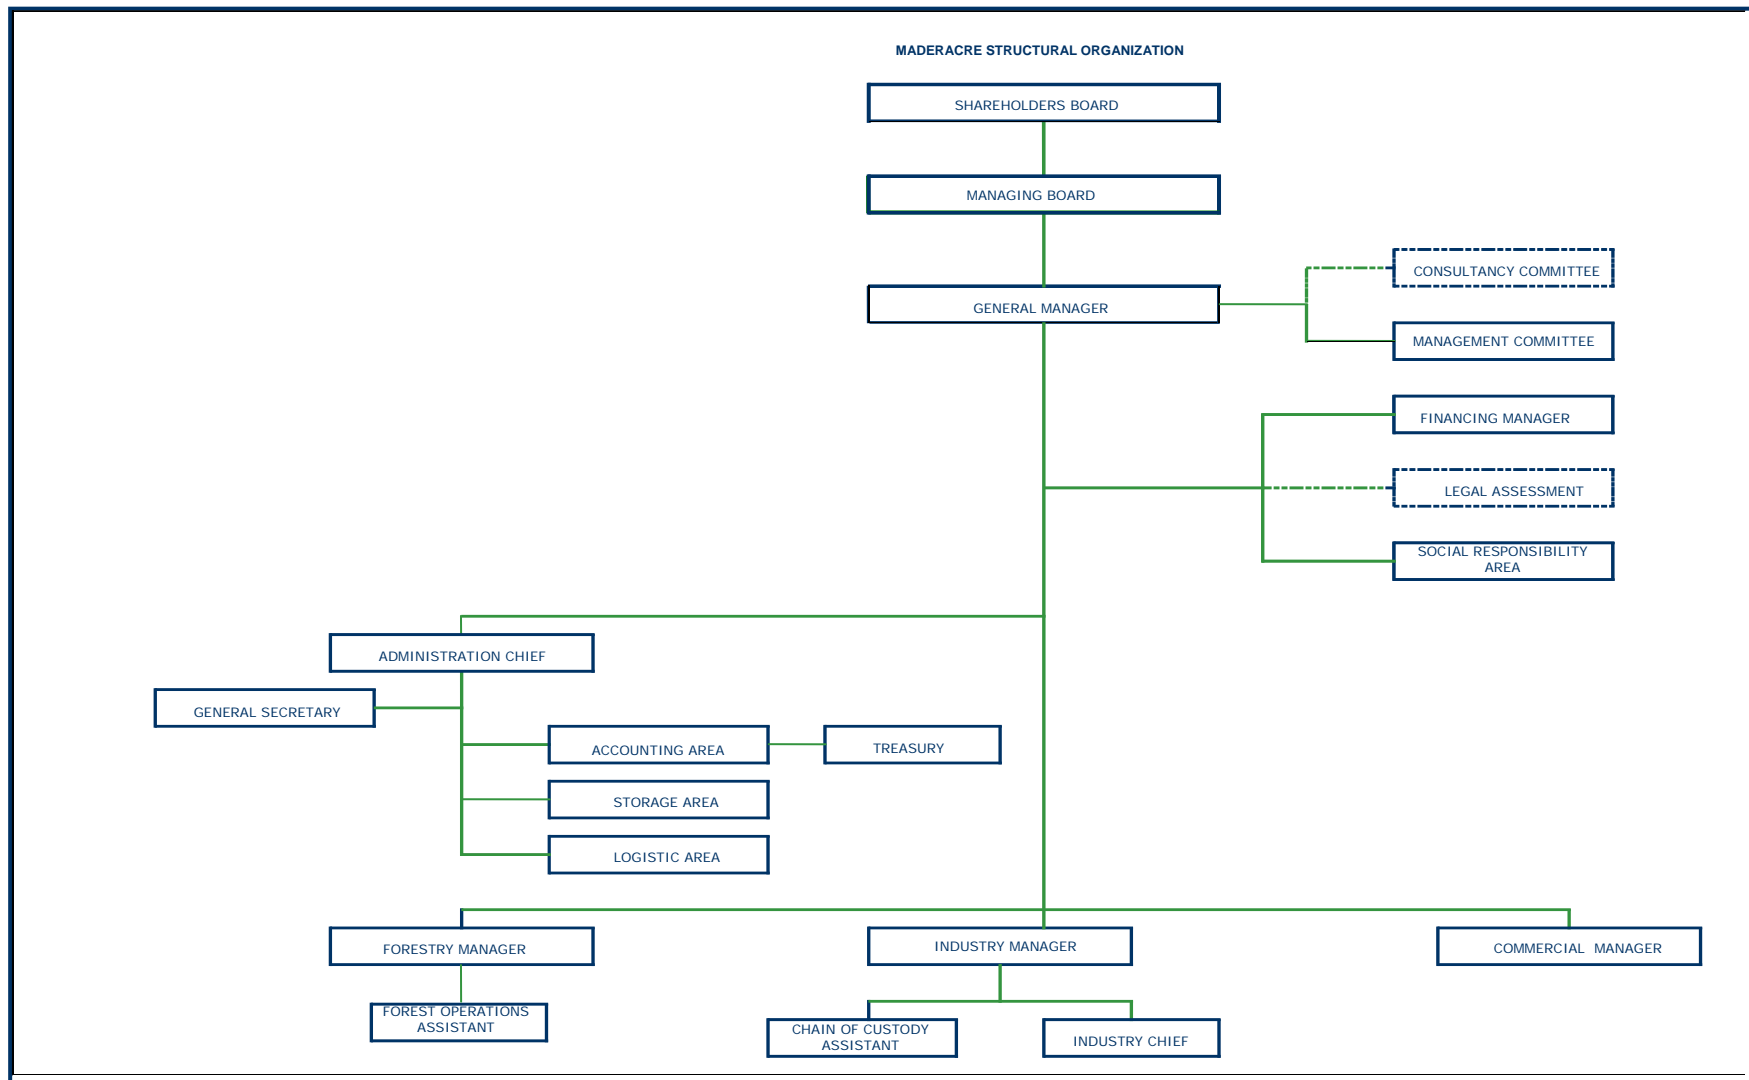 MADERACRE STRUCTURAL ORGANIZATION
SHAREHOLDERS BOARD
MANAGING BOARD
CONSULTANCY COMMITTEE
GENERAL MANAGER
MANAGEMENT COMMITTEE
FINANCING MANAGER
LEGAL ASSESSMENT
SOCIAL RESPONSIBILITY
AREA
ADMINISTRATION CHIEF
GENERAL SECRETARY
ACCOUNTING AREA
TREASURY
STORAGE AREA
LOGISTIC AREA
FORESTRY MANAGER
INDUSTRY MANAGER
COMMERCIAL MANAGER
FOREST OPERATIONS
ASSISTANT
CHAIN OF CUSTODY
ASSISTANT
INDUSTRY CHIEF